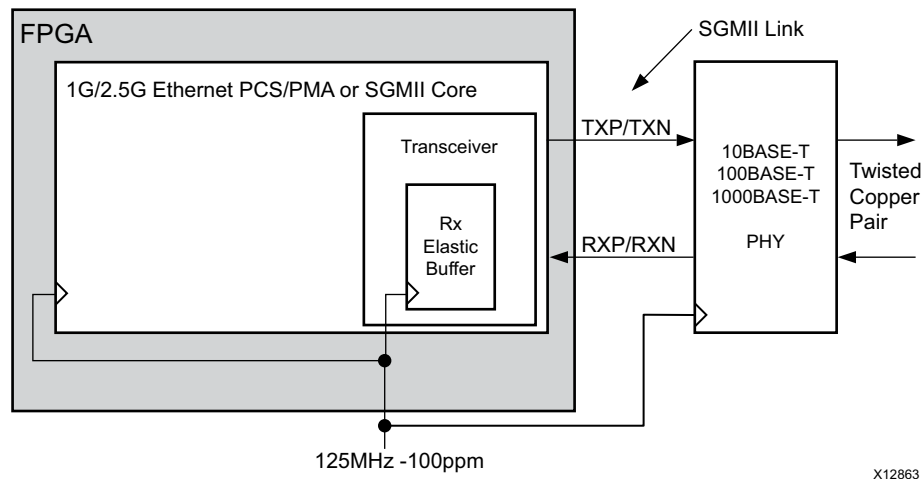 FPGA
SGMII Link
1G/2.5G Ethernet PCS/PMA or SGMII Core
Transceiver
TXP/TXN
Rx
Elastic
Buffer
RXP/RXN
10BASE-T
100BASE-T
1000BASE-T
PHY
Twisted
Copper
Pair
125MHz -100ppm
X12863